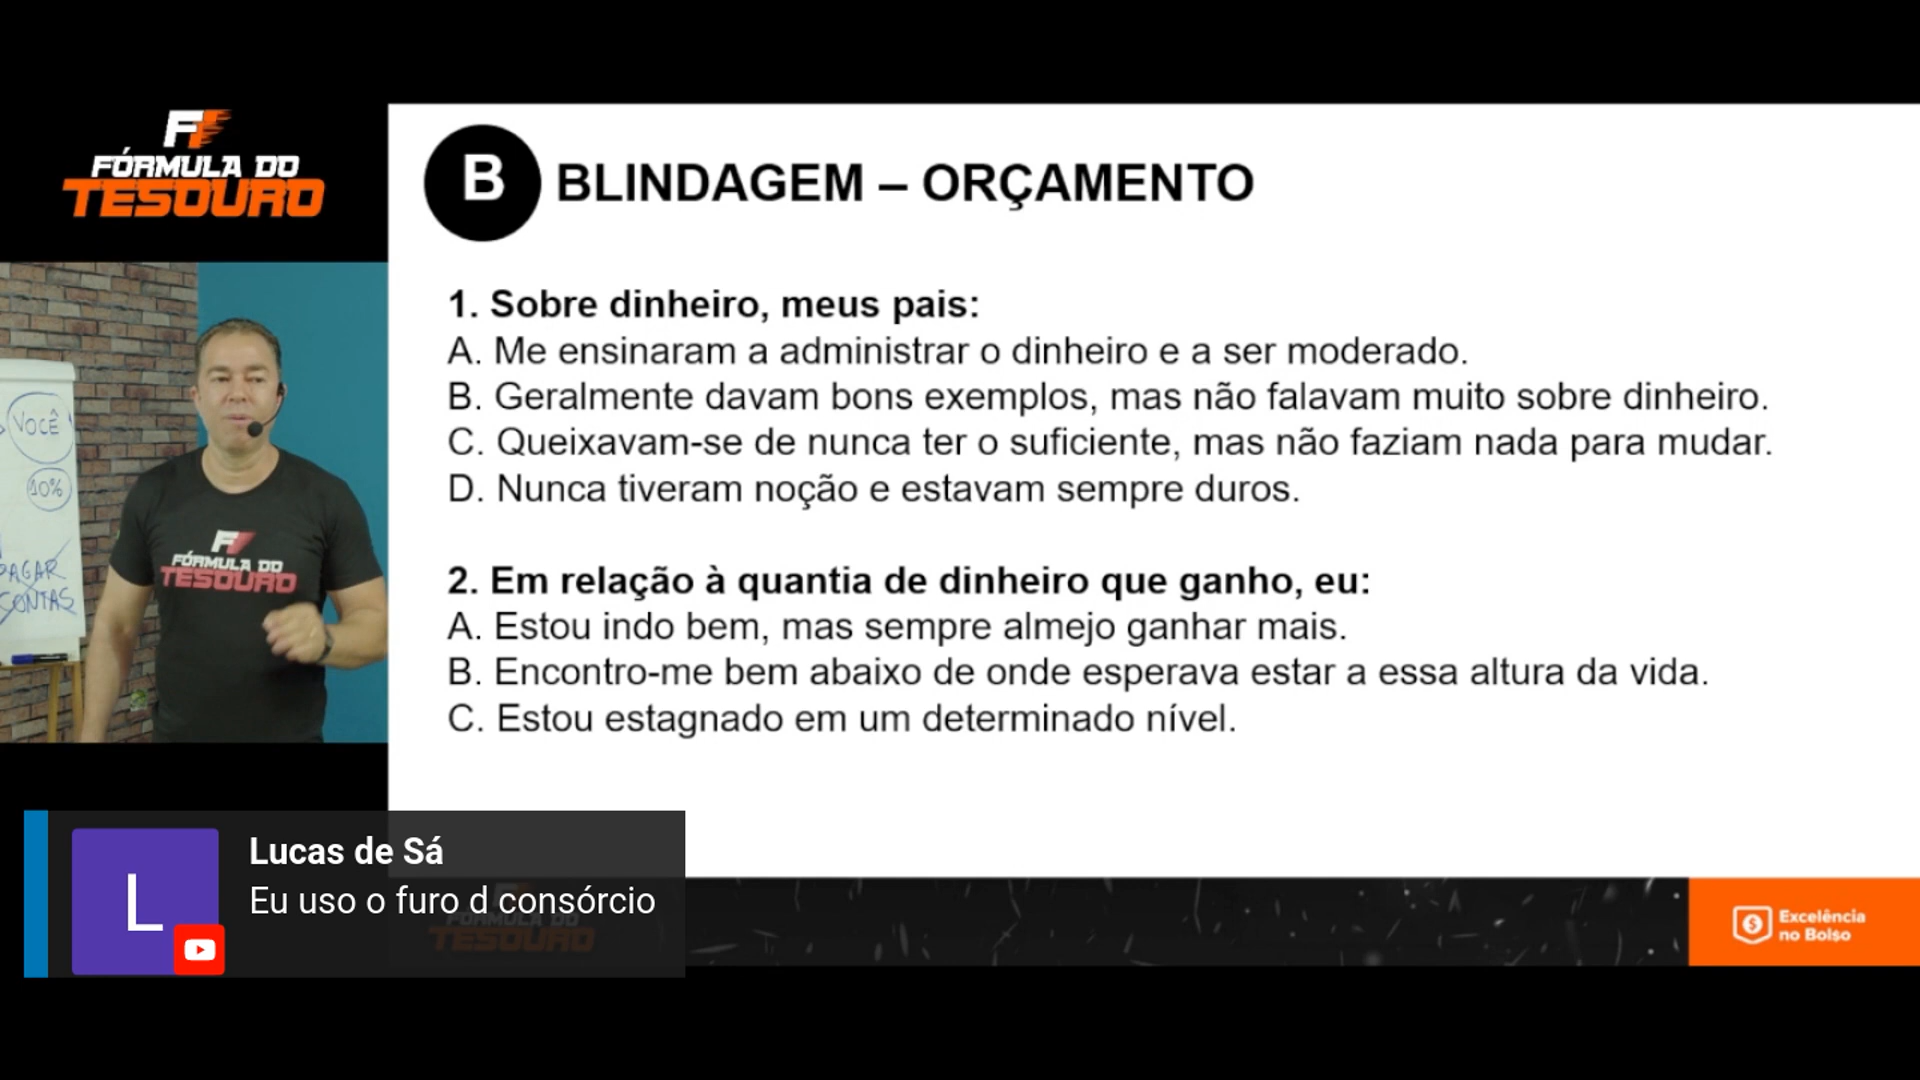 FÓRMULA DO
TESOURO
B
BLINDAGEM – ORÇAMENTO
1. Sobre dinheiro, meus pais:
A. Me ensinaram a administrar o dinheiro e a ser moderado.
B. Geralmente davam bons exemplos, mas não falavam muito sobre dinheiro.
C. Queixavam-se de nunca ter o suficiente, mas não faziam nada para mudar.
D. Nunca tiveram noção e estavam sempre duros.
2. Em relação à quantia de dinheiro que ganho, eu:
A. Estou indo bem, mas sempre almejo ganhar mais.
B. Encontro-me bem abaixo de onde esperava estar a essa altura da vida.
C. Estou estagnado em um determinado nível.
VOCÊ
10%
PAGAR
CONTAS
FÓRMULA DO
TESOURO
L
Lucas de Sá
Eu uso o furo d consórcio
FÓRMULA DO
TESOURO
Excelência
no Bolso